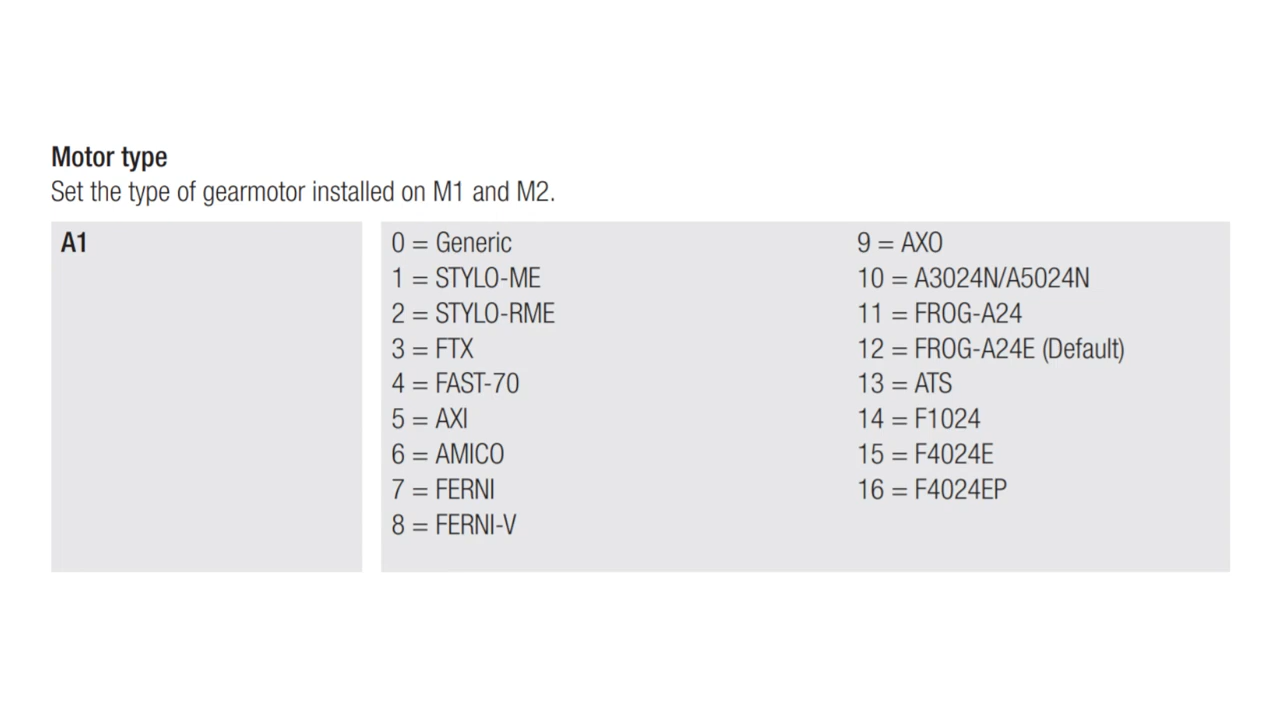 Motor type
Set the type of gearmotor installed on M1 and M2.
A1
0 = Generic
1 = STYLO-ME
2 = STYLO-RME
3 = FTX
4 = FAST-70
5 = AXI
6 = AMICO
7 = FERNI
8 = FERNI-V
9 = AXO
10 = A3024N/A5024N
11 = FROG-A24
12 = FROG-A24E (Default)
13 = ATS
14 = F1024
15 = F4024E
16 = F4024EP